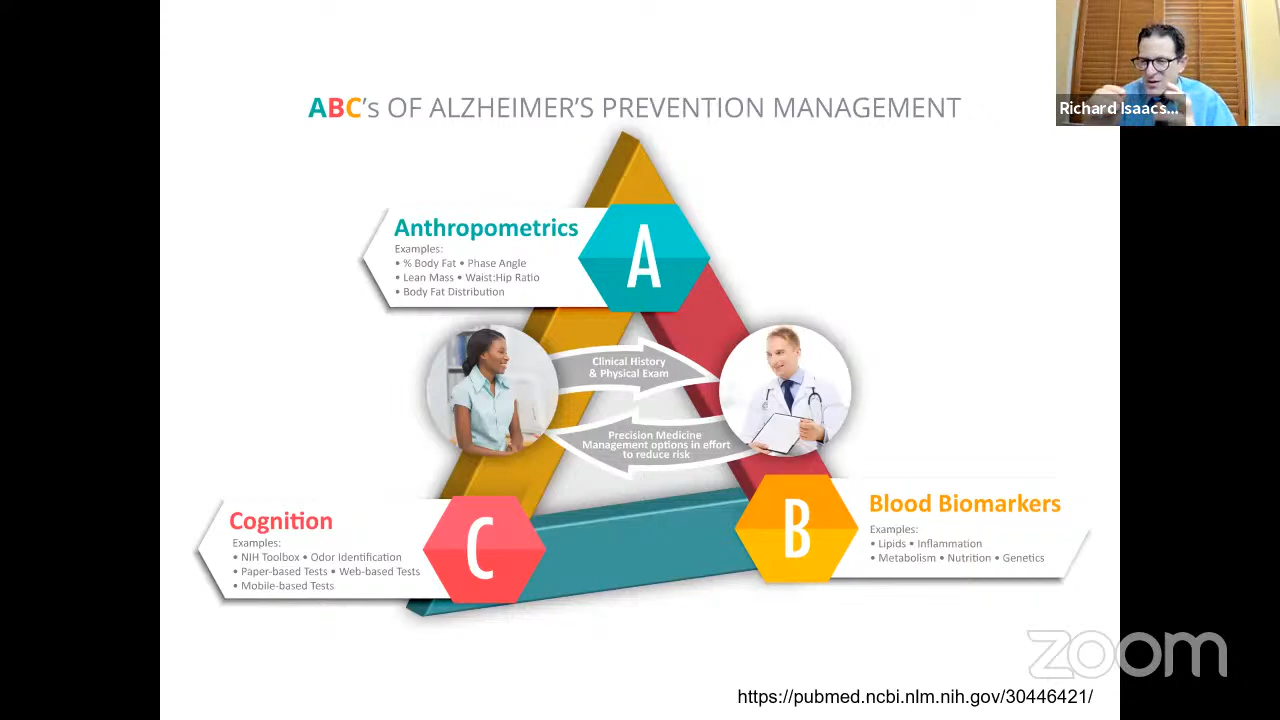 Richard Isaacs...
ABC's OF ALZHEIMER'S PREVENTION MANAGEMENT
Anthropometrics
Examples:
• % Body Fat • Phase Angle
• Lean Mass • Waist:Hip Ratio
• Body Fat Distribution
A
Clinical History
& Physical Exam
Precision Medicine
Management options in effort
to reduce risk
Cognition
Examples:
• NIH Toolbox • Odor Identification
• Paper-based Tests • Web-based Tests
• Mobile-based Tests
C
B
Blood Biomarkers
Examples:
• Lipids • Inflammation
• Metabolism • Nutrition • Genetics
zoom
https://pubmed.ncbi.nlm.nih.gov/30446421/